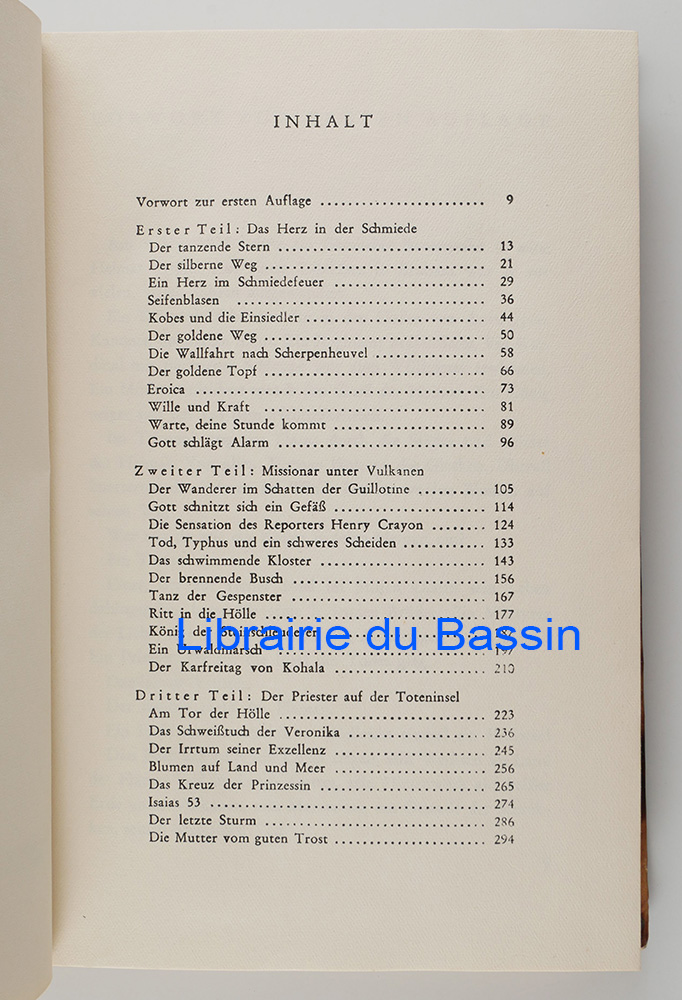 INHALT
Vorwort zur ersten Auflage ........................ 9
Erster Teil: Das Herz in der Schmiede
Der tanzende Stern .............................. 13
Der silberne Weg ................................ 21
Ein Herz im Schmiedefeuer ....................... 29
Seifenblasen .................................... 36
Kobes und die Einsiedler .......................... 44
Der goldene Weg ................................ 50
Die Wallfahrt nach Scherpenheuvel ................. 58
Der goldene Topf ................................ 66
Eroica .......................................... 73
Wille und Kraft ................................ 81
Warte, deine Stunde kommt ....................... 89
Gott schlägt Alarm .............................. 96
Zweiter Teil: Missionar unter Vulkanen
Der Wanderer im Schatten der Guillotine .......... 105
Gott schnitzt sich ein Gefäß ...................... 114
Die Sensation des Reporters Henry Crayon ........ 124
Tod, Typhus und ein schweres Scheiden ............ 133
Das schwimmende Kloster ......................... 143
Der brennende Busch ............................. 156
Tanz der Gespenster ............................. 167
Ritt in die Hölle ................................. 177
König der Steinschleuderer 187
Ein Urwaldmarsch 197
Librairie du Bassin
Der Karfreitag von Kohala ....................... 210
Dritter Teil: Der Priester auf der Toteninsel
Am Tor der Hölle .............................. 223
Das Schweißtuch der Veronika ..................... 236
Der Irrtum seiner Exzellenz ...................... 245
Blumen auf Land und Meer ....................... 256
Das Kreuz der Prinzessin ......................... 265
Isaias 53 ........................................ 274
Der letzte Sturm ................................. 286
Die Mutter vom guten Trost ...................... 294